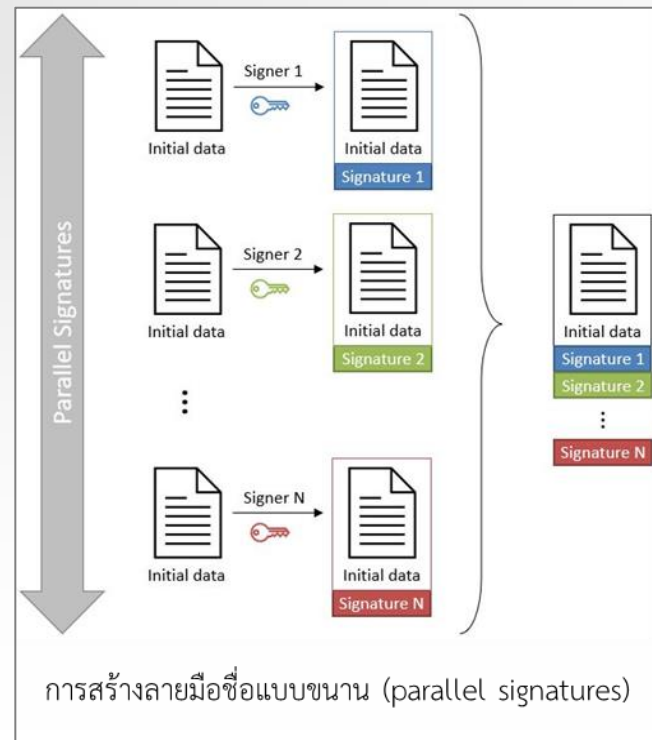 Parallel Signatures
Signer 1
Initial data
Initial data
Signature 1
Signer 2
Initial data
Initial data
Signature 2
⋮
Signer N
Initial data
Initial data
Signature N
Initial data
Signature 1
Signature 2
⋮
Signature N
การสร้างลายมือชื่อแบบขนาน (parallel signatures)